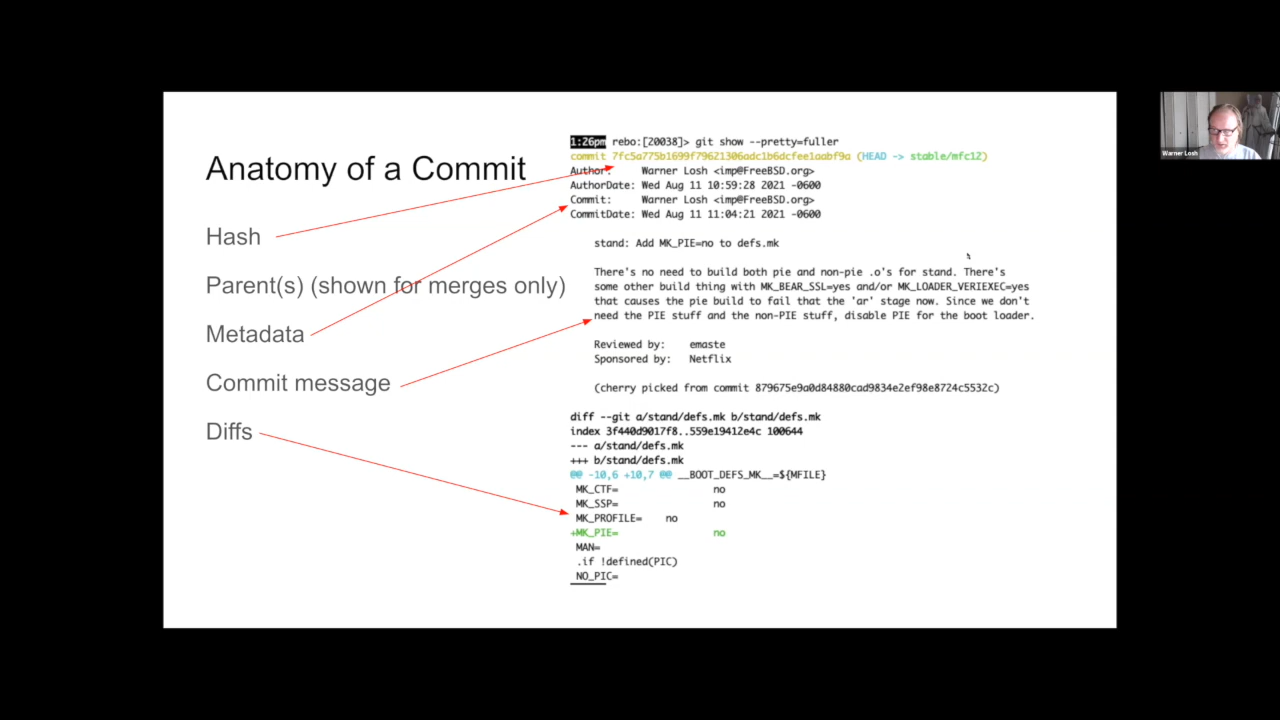 Anatomy of a Commit
Hash
Parent(s) (shown for merges only)
Metadata
Commit message
Diffs
1:26pm rebo:[20038]> git show --pretty=fuller
commit 7fc5a775b1699f79621306adc1b6dcfee1aabf9a (HEAD -> stable/mfc12)
Author: Warner Losh <imp@FreeBSD.org>
AuthorDate: Wed Aug 11 10:59:28 2021 -0600
Commit: Warner Losh <imp@FreeBSD.org>
CommitDate: Wed Aug 11 11:04:21 2021 -0600
stand: Add MK_PIE=no to defs.mk
There's no need to build both pie and non-pie .o's for stand. There's
some other build thing with MK_BEAR_SSL=yes and/or MK_LOADER_VERIEXEC=yes
that causes the pie build to fail that the 'ar' stage now. Since we don't
need the PIE stuff and the non-PIE stuff, disable PIE for the boot loader.
Reviewed by: emaste
Sponsored by: Netflix
(cherry picked from commit 879675e9a0d84880cad9834e2ef98e8724c5532c)
diff --git a/stand/defs.mk b/stand/defs.mk
index 3f440d9017f8..559e19412e4c 100644
--- a/stand/defs.mk
+++ b/stand/defs.mk
@@ -10,6 +10,7 @@ __BOOT_DEFS_MK__=${MFILE}
MK_CTF= no
MK_SSP= no
MK_PROFILE= no
+MK_PIE= no
MAN=
.if !defined(PIC)
NO_PIC=
Warner Losh